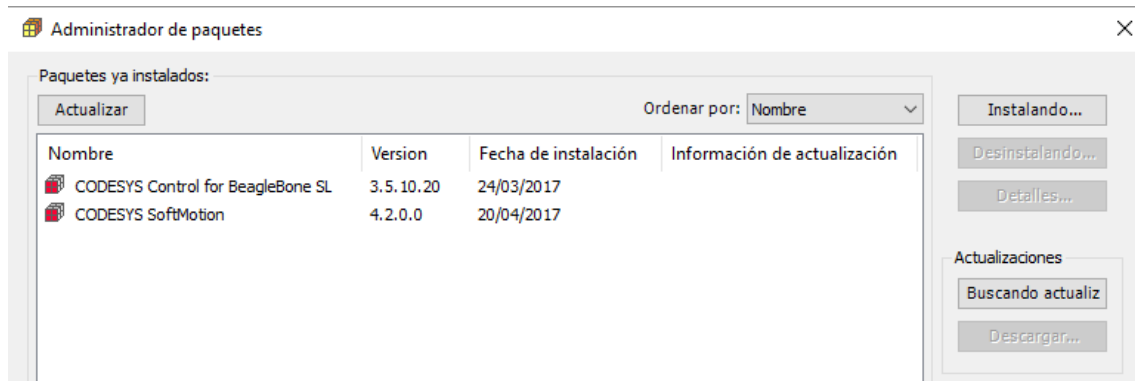 Administrador de paquetes
Paquetes ya instalados:
Actualizar
Ordenar por: Nombre
Instalando...
Nombre Version Fecha de instalación Información de actualización
Desinstalando...
CODESYS Control for BeagleBone SL 3.5.10.20 24/03/2017
CODESYS SoftMotion 4.2.0.0 20/04/2017
Detalles...
Actualizaciones
Buscando actualiz
Descargar...